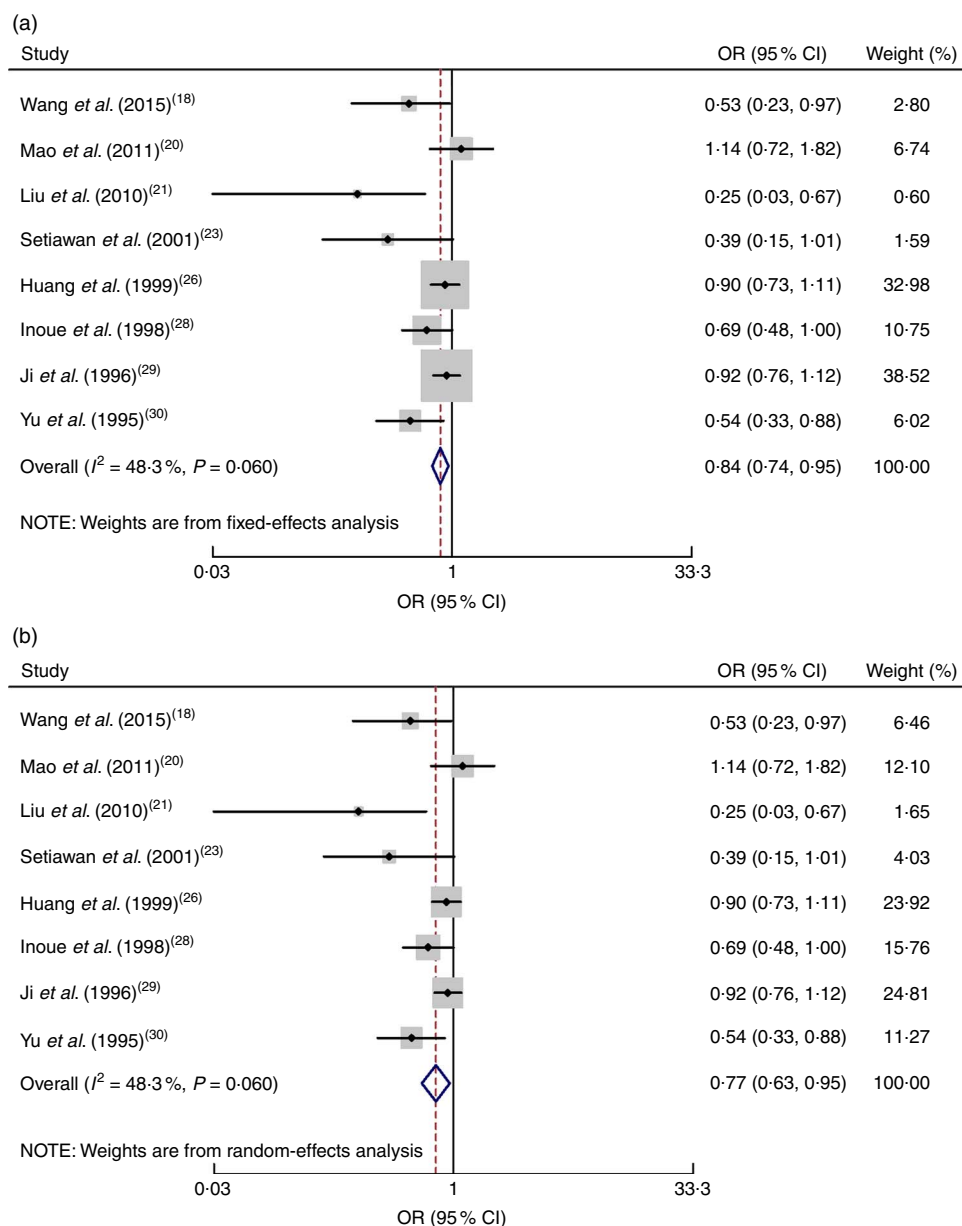 (a)
Study OR (95 % CI) Weight (%)
Wang et al. (2015)(18) 0·53 (0·23, 0·97) 2·80
Mao et al. (2011)(20) 1·14 (0·72, 1·82) 6·74
Liu et al. (2010)(21) 0·25 (0·03, 0·67) 0·60
Setiawan et al. (2001)(23) 0·39 (0·15, 1·01) 1·59
Huang et al. (1999)(26) 0·90 (0·73, 1·11) 32·98
Inoue et al. (1998)(28) 0·69 (0·48, 1·00) 10·75
Ji et al. (1996)(29) 0·92 (0·76, 1·12) 38·52
Yu et al. (1995)(30) 0·54 (0·33, 0·88) 6·02
Overall (I² = 48·3 %, P = 0·060) 0·84 (0·74, 0·95) 100·00
NOTE: Weights are from fixed-effects analysis
0·03 1 33·3
OR (95 % CI)
(b)
Study OR (95 % CI) Weight (%)
Wang et al. (2015)(18) 0·53 (0·23, 0·97) 6·46
Mao et al. (2011)(20) 1·14 (0·72, 1·82) 12·10
Liu et al. (2010)(21) 0·25 (0·03, 0·67) 1·65
Setiawan et al. (2001)(23) 0·39 (0·15, 1·01) 4·03
Huang et al. (1999)(26) 0·90 (0·73, 1·11) 23·92
Inoue et al. (1998)(28) 0·69 (0·48, 1·00) 15·76
Ji et al. (1996)(29) 0·92 (0·76, 1·12) 24·81
Yu et al. (1995)(30) 0·54 (0·33, 0·88) 11·27
Overall (I² = 48·3 %, P = 0·060) 0·77 (0·63, 0·95) 100·00
NOTE: Weights are from random-effects analysis
0·03 1 33·3
OR (95 % CI)